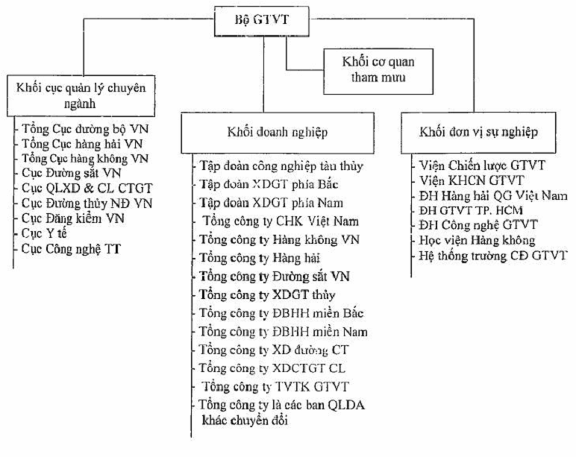 Bộ GTVT
Khối cơ quan
tham mưu
Khối cục quản lý chuyên
ngành
Tổng Cục đường bộ VN
Tổng Cục hàng hải VN
Tổng Cục hàng không VN
Cục Đường sắt VN
Cục QLXD & CL CTGT
Cục Đường thủy NĐ VN
Cục Đăng kiểm VN
Cục Y tế
Cục Công nghệ TT
Khối doanh nghiệp
Tập đoàn công nghiệp tàu thủy
Tập đoàn XDGT phía Bắc
Tập đoàn XDGT phía Nam
Tổng công ty CHK Việt Nam
Tổng công ty Hàng không VN
Tổng công ty Hàng hải
Tổng công ty Đường sắt VN
Tổng công ty XDGT thủy
Tổng công ty ĐBHH miền Bắc
Tổng công ty ĐBHH miền Nam
Tổng công ty XD đường CT
Tổng công ty XDCTGT CL
Tổng công ty TVTK GTVT
Tổng công ty là các ban QLDA
khác chuyển đổi
Khối đơn vị sự nghiệp
Viện Chiến lược GTVT
Viện KHCN GTVT
ĐH Hàng hải QG Việt Nam
ĐH GTVT TP. HCM
ĐH Công nghệ GTVT
Học viện Hàng không
Hệ thống trường CĐ GTVT